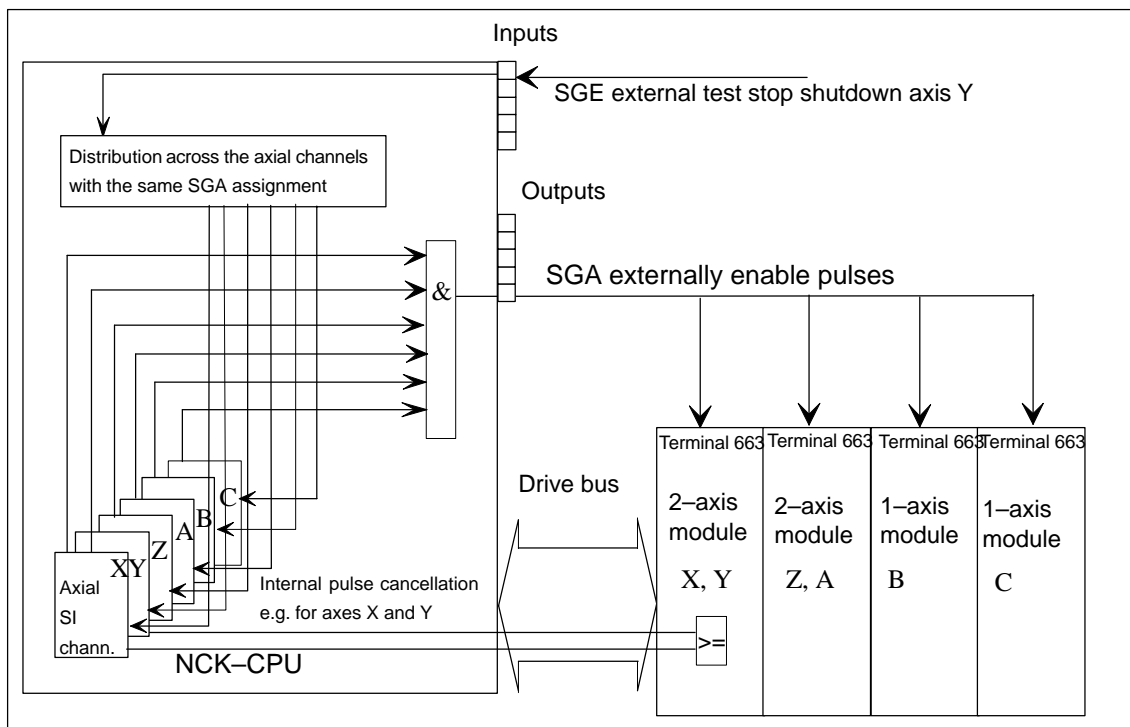 Inputs
SGE external test stop shutdown axis Y
Distribution across the axial channels
with the same SGA assignment
Outputs
&
SGA externally enable pulses
Terminal 663
Terminal 663
Terminal 663
Terminal 663
Drive bus
2–axis
module
X, Y
2–axis
module
Z, A
1–axis
module
B
1–axis
module
C
C
B
A
Z
Y
X
Axial
SI
chann.
Internal pulse cancellation
e.g. for axes X and Y
>=
NCK–CPU